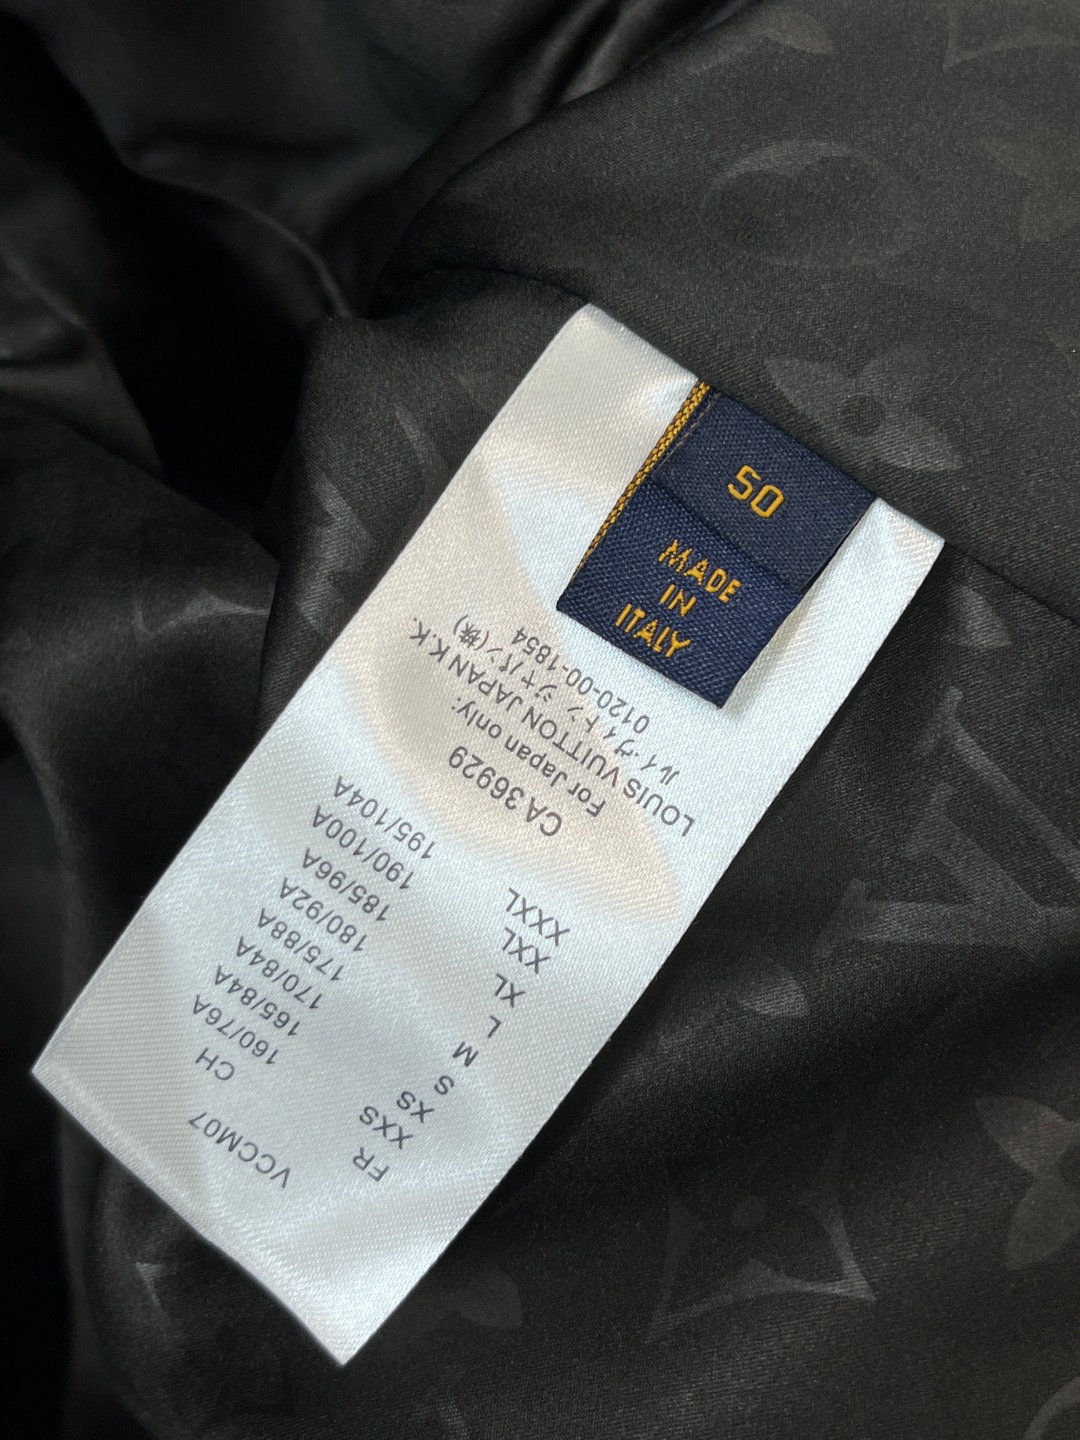 50
MADE
IN
ITALY
VCCM07
FR CH
XXS 160/76A
XS 165/84A
S 170/84A
M 175/88A
L 180/92A
XL 185/96A
XXL 190/100A
XXXL 195/104A
CA 36929
For Japan only:
LOUIS VUITTON JAPAN K.K.
ルイ・ヴィトン ジャパン (株)
0120-00-1854